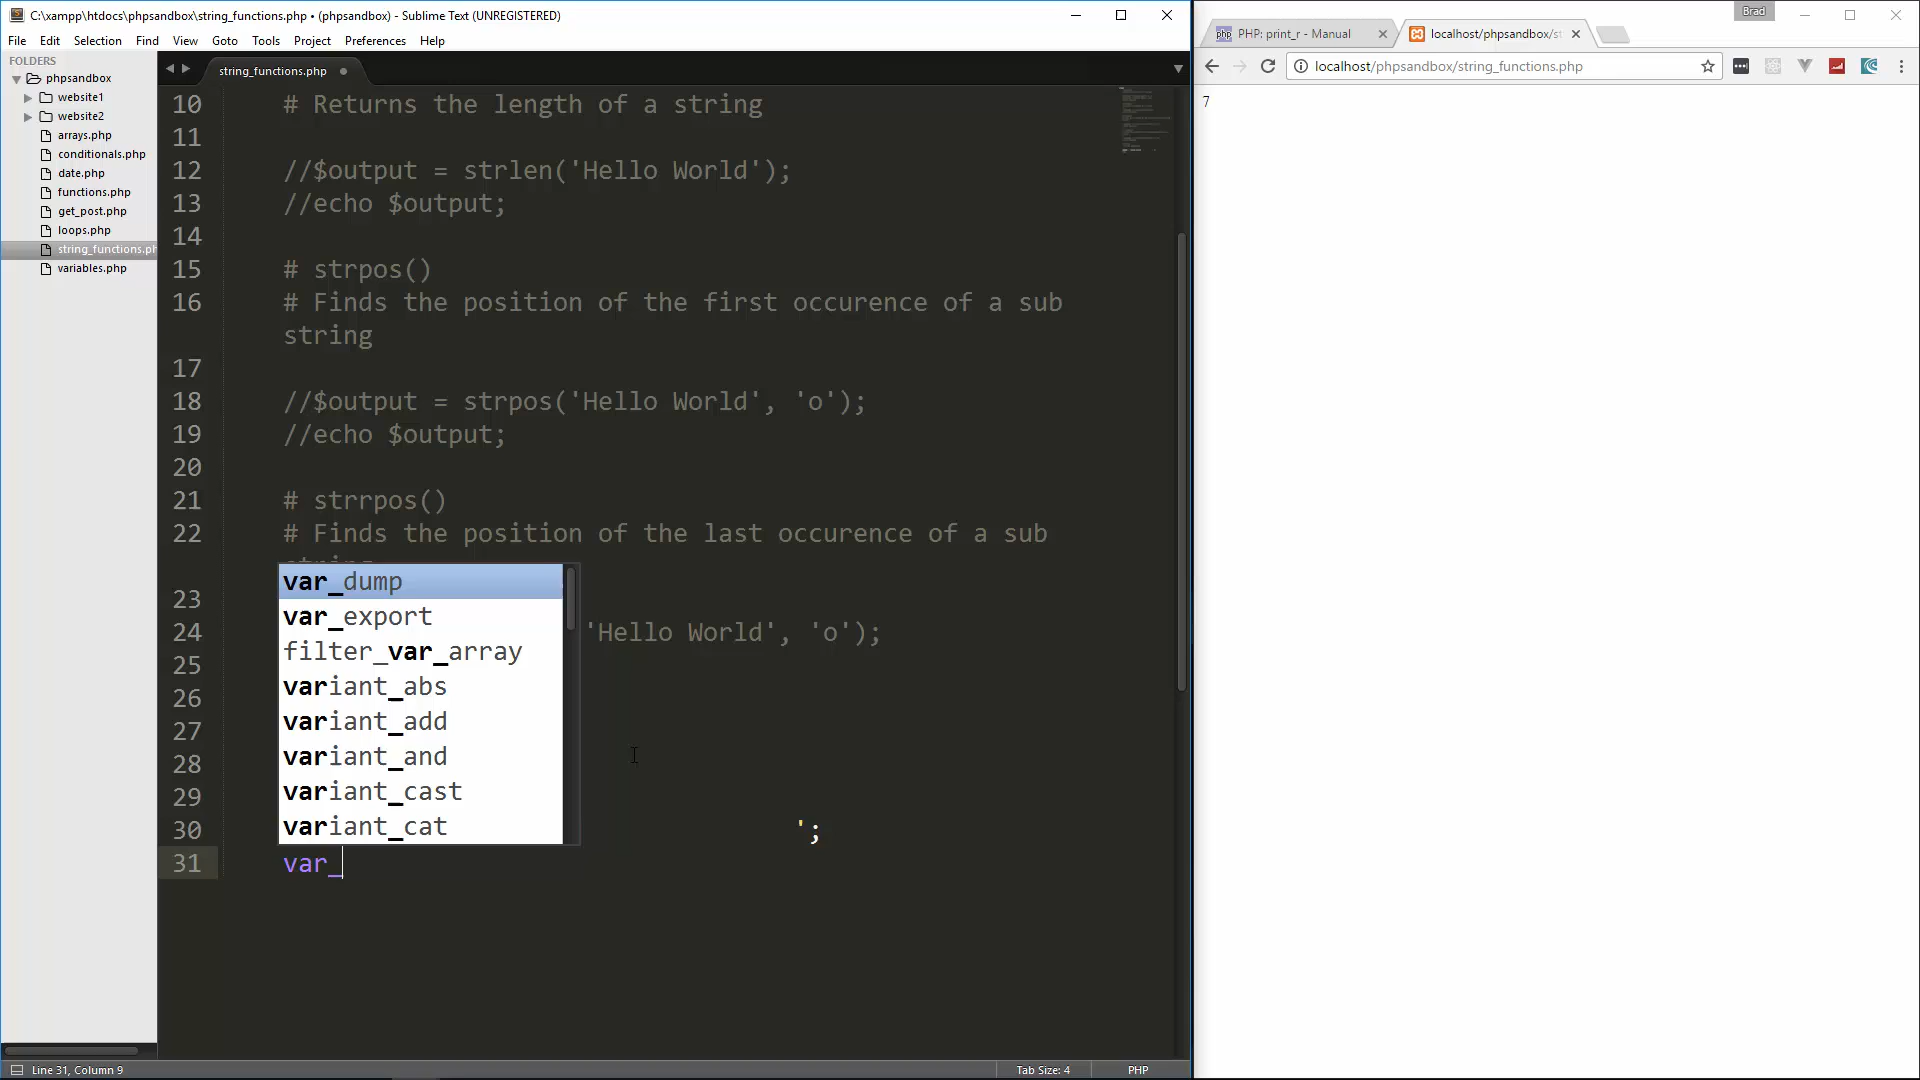 C:\xampp\htdocs\phpsandbox\string_functions.php • (phpsandbox) - Sublime Text (UNREGISTERED)
File Edit Selection Find View Goto Tools Project Preferences Help
FOLDERS
phpsandbox
website1
website2
arrays.php
conditionals.php
date.php
functions.php
get_post.php
loops.php
string_functions.ph
variables.php
string_functions.php
10 # Returns the length of a string
11
12 //$output = strlen('Hello World');
13 //echo $output;
14
15 # strpos()
16 # Finds the position of the first occurence of a sub
string
17
18 //$output = strpos('Hello World', 'o');
19 //echo $output;
20
21 # strrpos()
22 # Finds the position of the last occurence of a sub
23
24 'Hello World', 'o');
25
26
27
28
29
30 ';
31 var_
var_dump
var_export
filter_var_array
variant_abs
variant_add
variant_and
variant_cast
variant_cat
Line 31, Column 9
Tab Size: 4
PHP
Brad
php PHP: print_r - Manual
localhost/phpsandbox/st
localhost/phpsandbox/string_functions.php
7